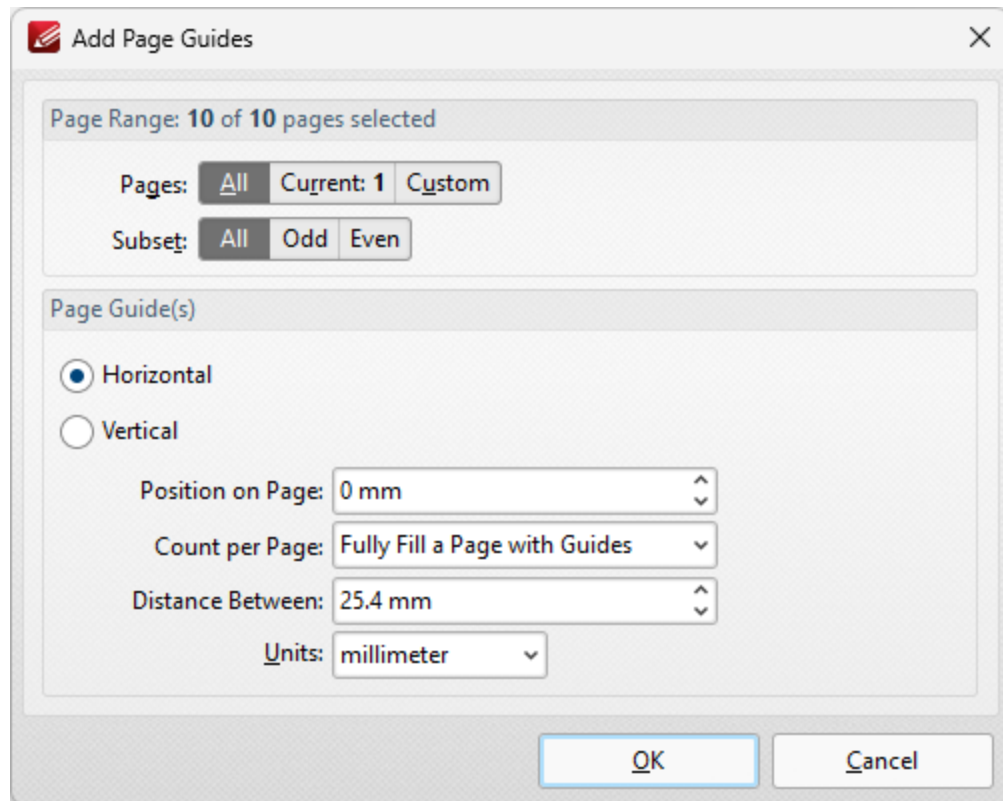 Add Page Guides
Page Range: 10 of 10 pages selected
Pages: All Current: 1 Custom
Subset: All Odd Even
Page Guide(s)
Horizontal
Vertical
Position on Page: 0 mm
Count per Page: Fully Fill a Page with Guides
Distance Between: 25.4 mm
Units: millimeter
OK Cancel